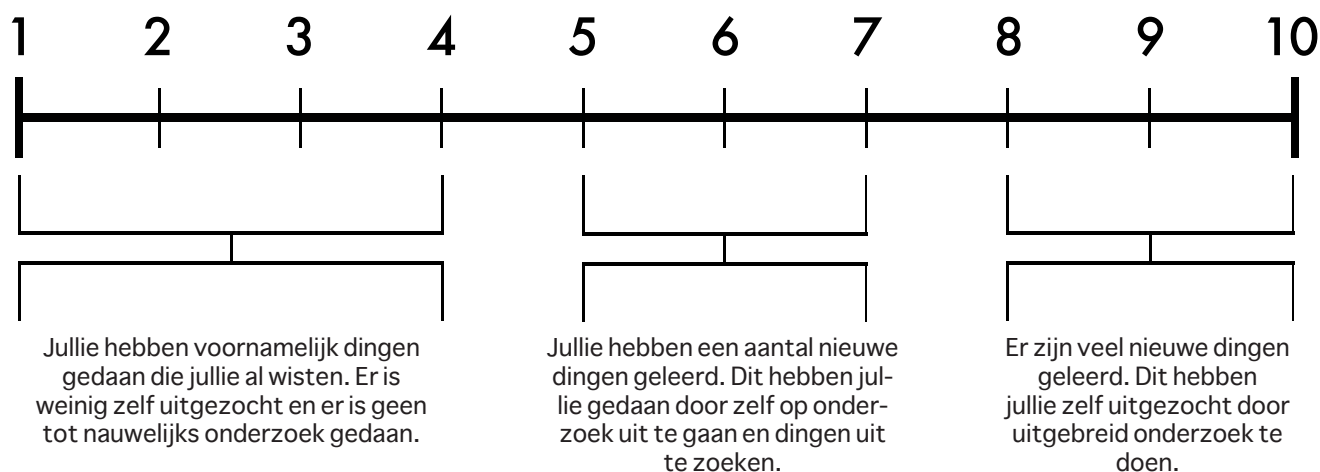 1 2 3 4 5 6 7 8 9 10
Jullie hebben voornamelijk dingen
gedaan die jullie al wisten. Er is
weinig zelf uitgezocht en er is geen
tot nauwelijks onderzoek gedaan.
Jullie hebben een aantal nieuwe
dingen geleerd. Dit hebben jul-
lie gedaan door zelf op onder-
zoek uit te gaan en dingen uit
te zoeken.
Er zijn veel nieuwe dingen
geleerd. Dit hebben
jullie zelf uitgezocht door
uitgebreid onderzoek te
doen.